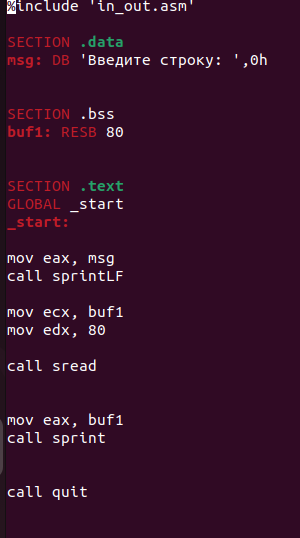 %include 'in_out.asm'
SECTION .data
msg: DB 'Введите строку: ',0h
SECTION .bss
buf1: RESB 80
SECTION .text
GLOBAL _start
_start:
mov eax, msg
call sprintLF
mov ecx, buf1
mov edx, 80
call sread
mov eax, buf1
call sprint
call quit